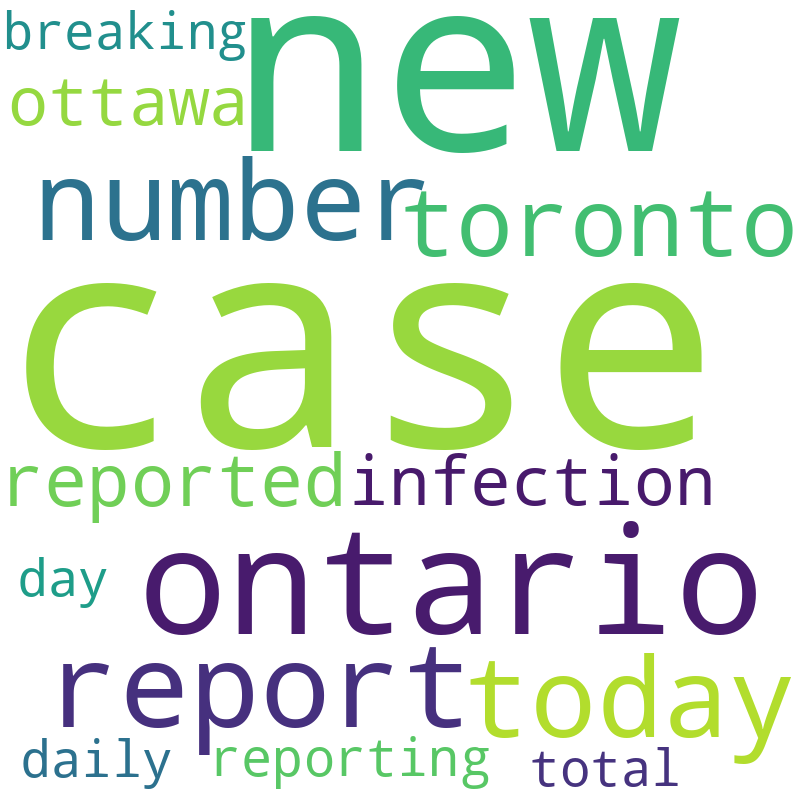 breaking
new
ottawa
number
toronto
case
reported
infection
ontario
day
report
today
daily
reporting
total